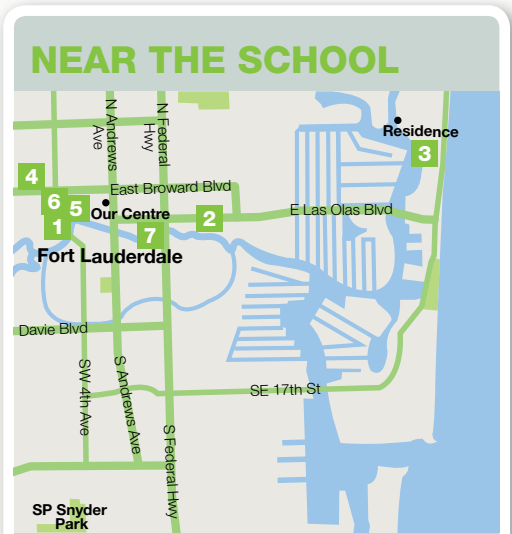 NEAR THE SCHOOL
N Andrews
Ave
N Federal
Hwy
Residence
3
4
East Broward Blvd
6
5
Our Centre
2
E Las Olas Blvd
1
7
Fort Lauderdale
Davie Blvd
SW 4th Ave
S Andrews Ave
SE 17th St
S Federal Hwy
SP Snyder
Park